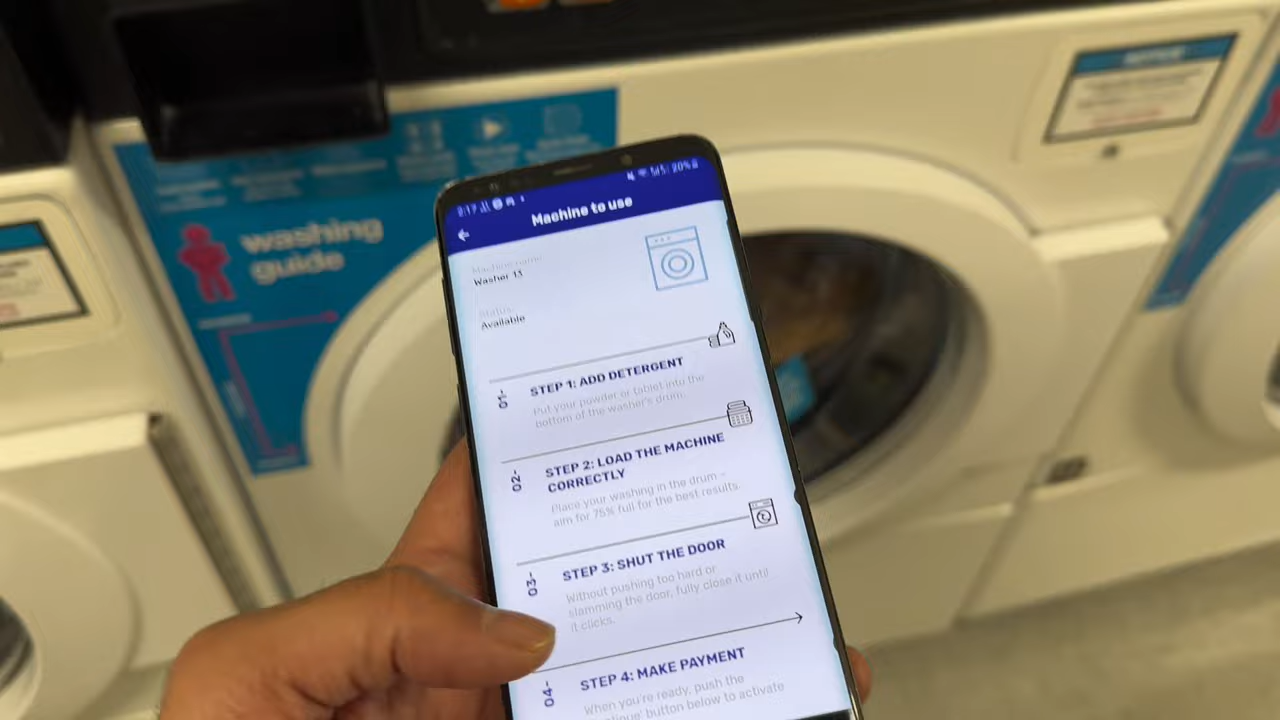 20%
Machine to use
Machine name
Washer 13
Status
Available
01-
STEP 1: ADD DETERGENT
Put your powder or tablet into the
bottom of the washer's drum.
02-
STEP 2: LOAD THE MACHINE
CORRECTLY
Place your washing in the drum –
aim for 75% full for the best results.
03-
STEP 3: SHUT THE DOOR
Without pushing too hard or
slamming the door, fully close it until
it clicks.
04-
STEP 4: MAKE PAYMENT
When you're ready, push the
button below to activate
washing
guide